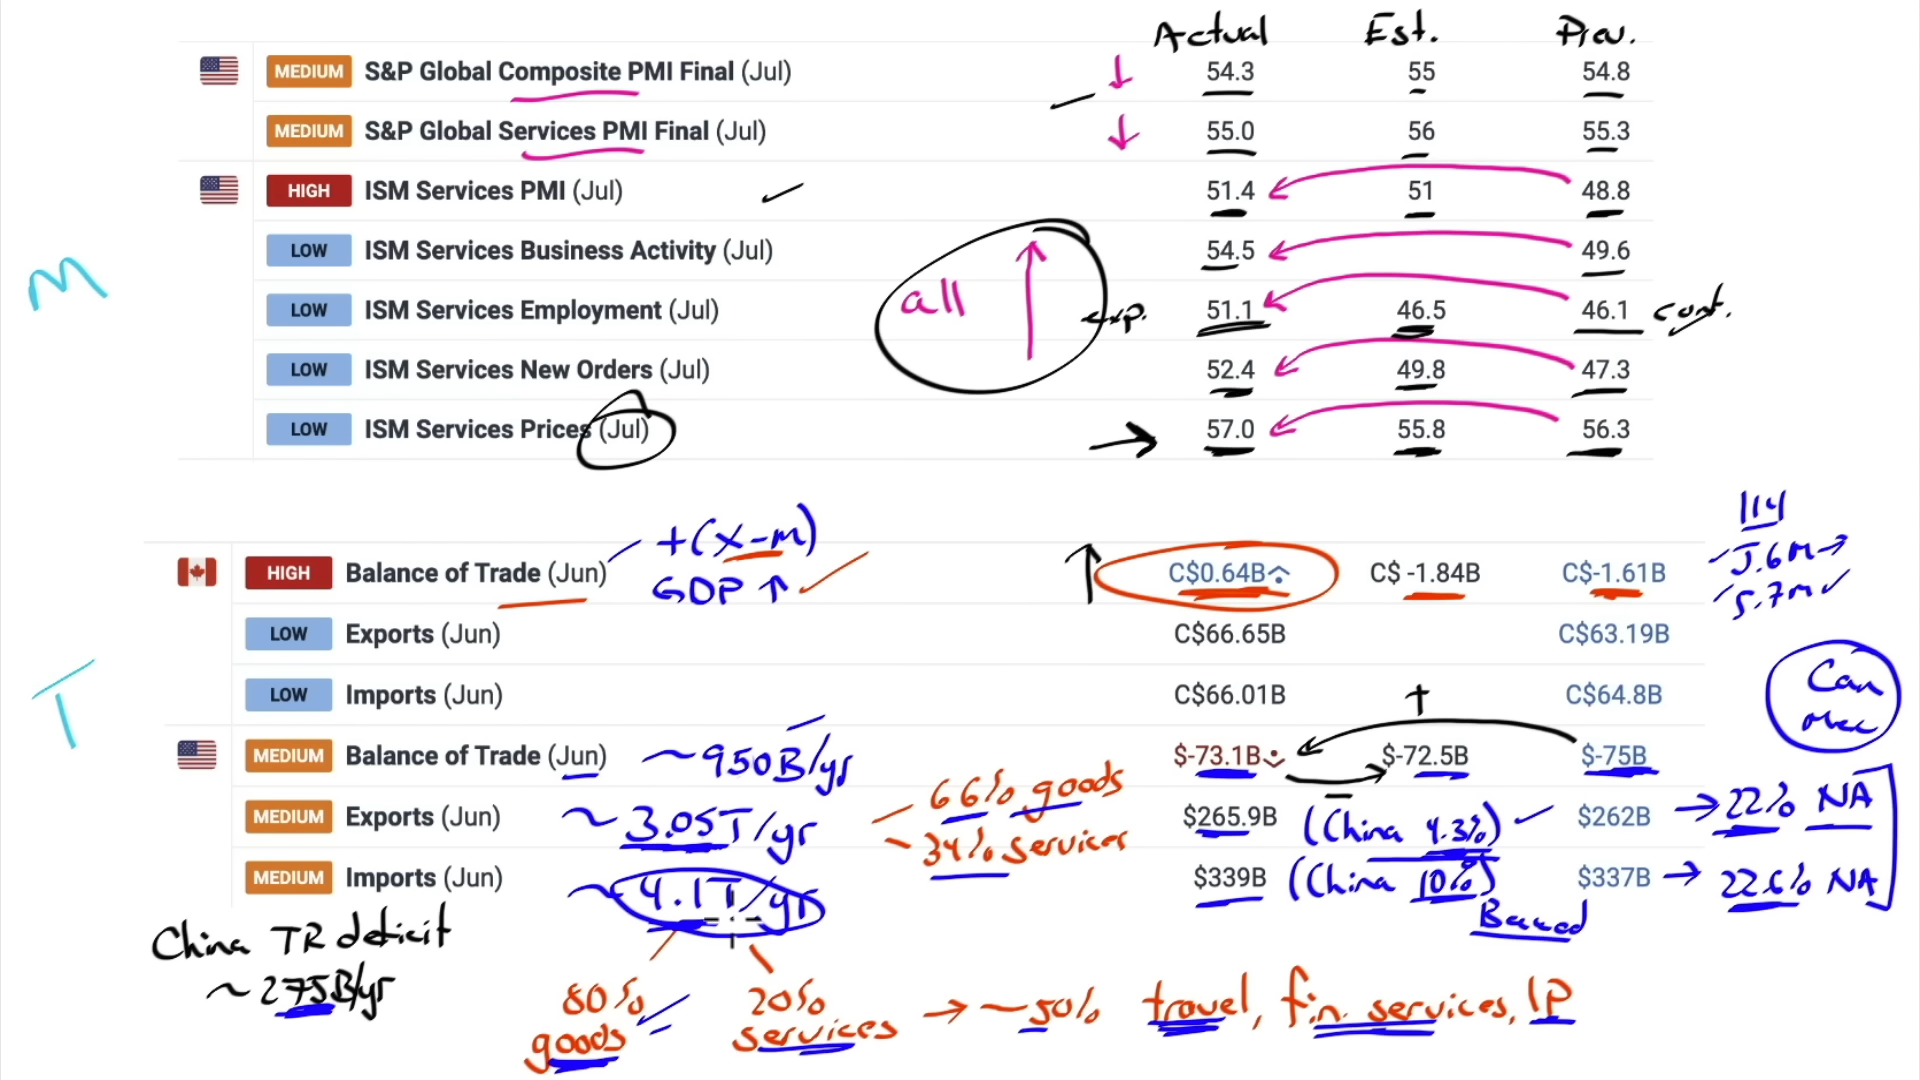 Actual Est. Prev.
MEDIUM S&P Global Composite PMI Final (Jul) ↓ 54.3 55 54.8
MEDIUM S&P Global Services PMI Final (Jul) ↓ 55.0 56 55.3
HIGH ISM Services PMI (Jul) 51.4 51 48.8
LOW ISM Services Business Activity (Jul) 54.5 49.6
M
all ↑
LOW ISM Services Employment (Jul) exp. 51.1 46.5 46.1 cont.
LOW ISM Services New Orders (Jul) 52.4 49.8 47.3
LOW ISM Services Prices (Jul) → 57.0 55.8 56.3
+(X-M)
GDP ↑
HIGH Balance of Trade (Jun) ↑ C$0.64B C$ -1.84B C$-1.61B
114
5.6M →
5.7M ✓
LOW Exports (Jun) C$66.65B C$63.19B
LOW Imports (Jun) C$66.01B C$64.8B
Can
Mex
T
+
MEDIUM Balance of Trade (Jun) ~950B/yr $-73.1B $-72.5B $-75B
MEDIUM Exports (Jun) ~3.05T/yr 66% goods $265.9B (China 4.3%) ✓ $262B → 22% NA
~34% services
MEDIUM Imports (Jun) ~4.1T/yr $339B (China 10%) $337B → 22.6% NA
China TR deficit
~275B/yr
80% goods
20% services → ~50% travel, fin. services, IP